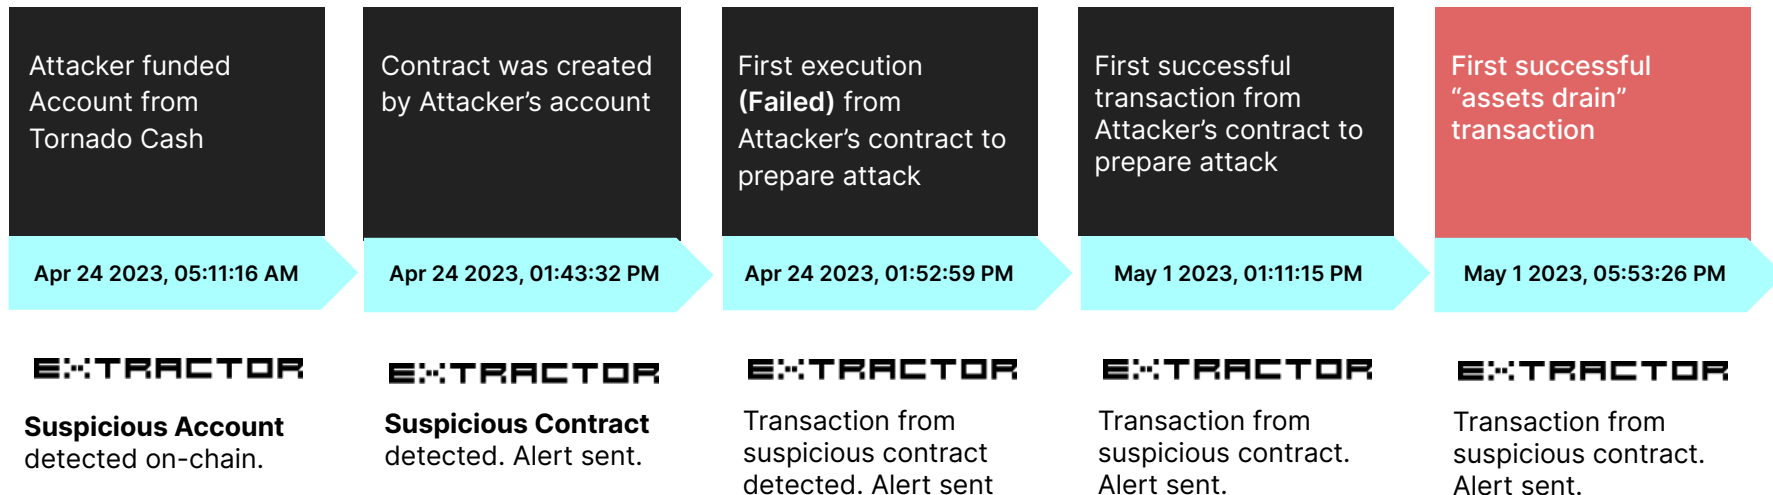 Attacker funded
Account from
Tornado Cash
Contract was created
by Attacker’s account
First execution
(Failed) from
Attacker’s contract to
prepare attack
First successful
transaction from
Attacker’s contract to
prepare attack
First successful
“assets drain”
transaction
Apr 24 2023, 05:11:16 AM
Apr 24 2023, 01:43:32 PM
Apr 24 2023, 01:52:59 PM
May 1 2023, 01:11:15 PM
May 1 2023, 05:53:26 PM
EXTRACTOR
EXTRACTOR
EXTRACTOR
EXTRACTOR
EXTRACTOR
Suspicious Account
detected on-chain.
Suspicious Contract
detected. Alert sent.
Transaction from
suspicious contract
detected. Alert sent
Transaction from
suspicious contract.
Alert sent.
Transaction from
suspicious contract.
Alert sent.